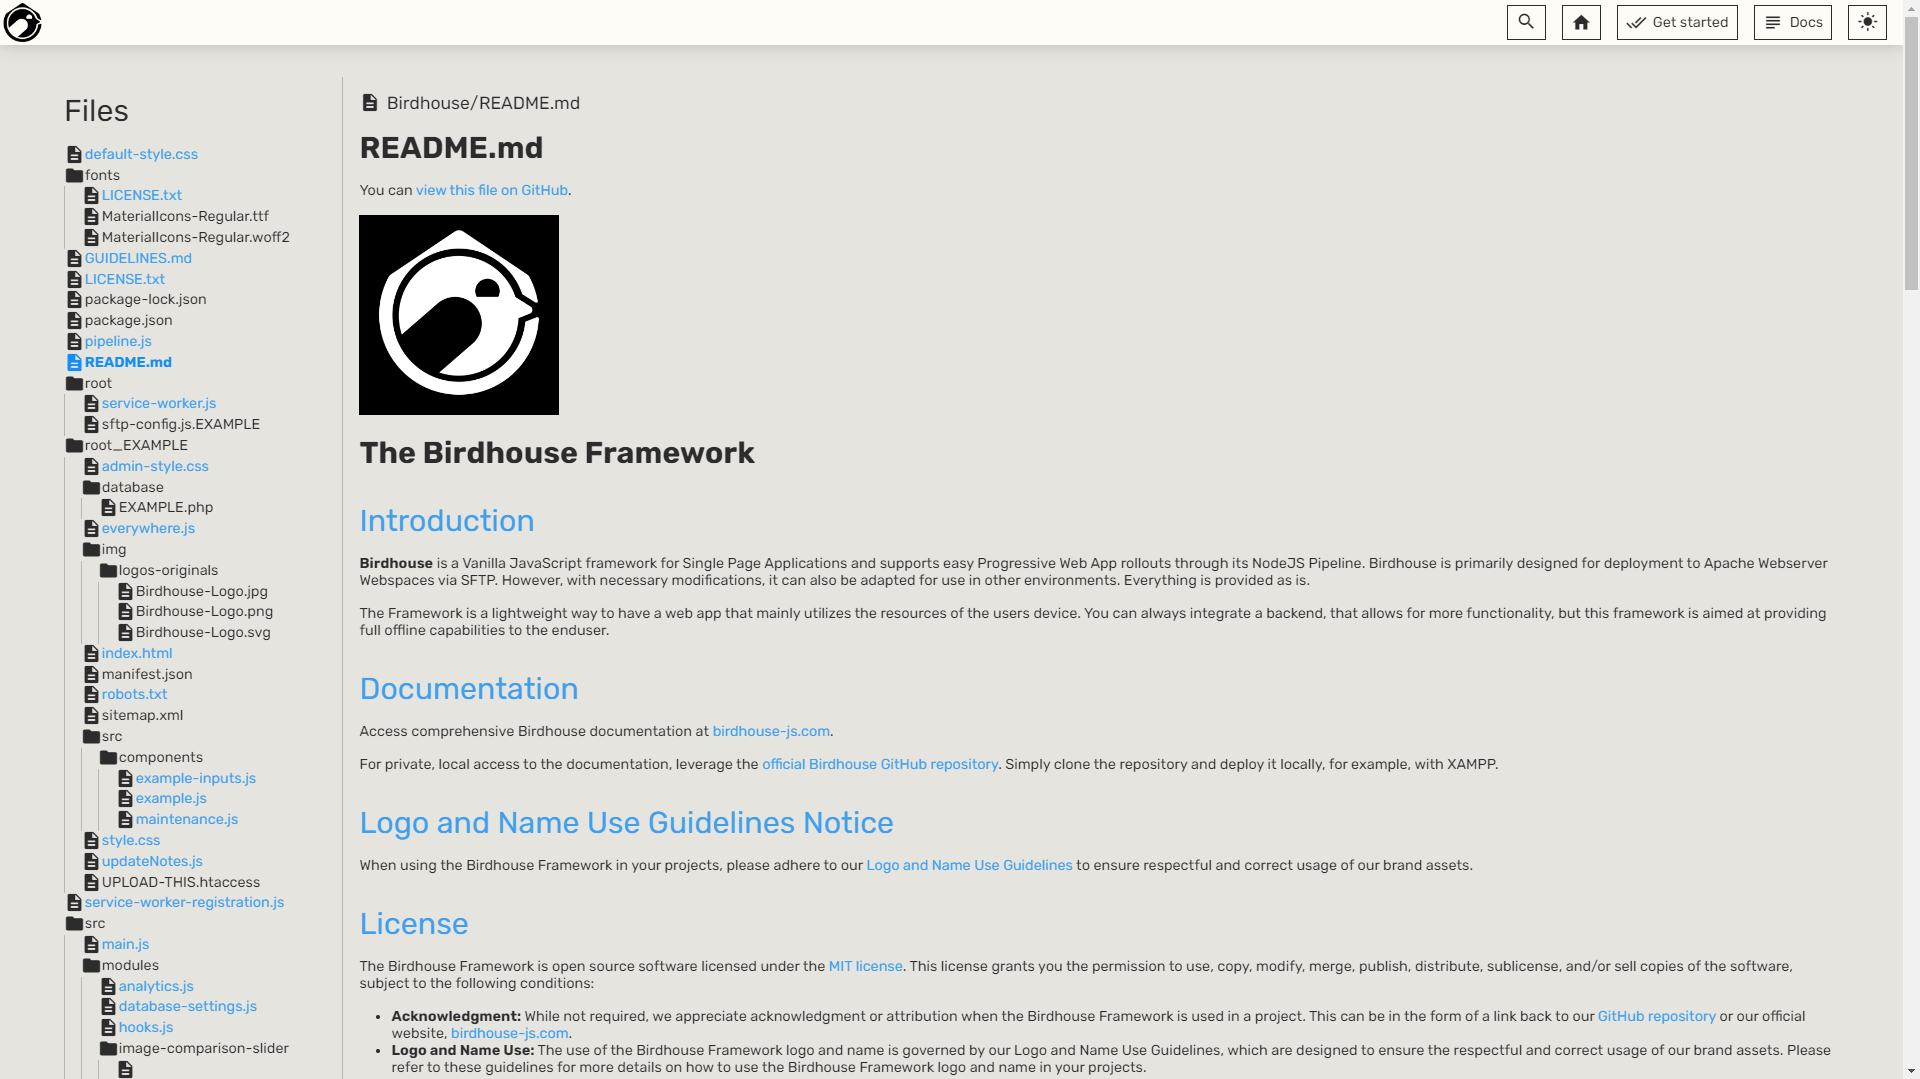 Get started
Docs
Files
default-style.css
fonts
LICENSE.txt
MaterialIcons-Regular.ttf
MaterialIcons-Regular.woff2
GUIDELINES.md
LICENSE.txt
package-lock.json
package.json
pipeline.js
README.md
root
service-worker.js
sftp-config.js.EXAMPLE
root_EXAMPLE
admin-style.css
database
EXAMPLE.php
everywhere.js
img
logos-originals
Birdhouse-Logo.jpg
Birdhouse-Logo.png
Birdhouse-Logo.svg
index.html
manifest.json
robots.txt
sitemap.xml
src
components
example-inputs.js
example.js
maintenance.js
style.css
updateNotes.js
UPLOAD-THIS.htaccess
service-worker-registration.js
src
main.js
modules
analytics.js
database-settings.js
hooks.js
image-comparison-slider
Birdhouse/README.md
README.md
You can view this file on GitHub.
The Birdhouse Framework
Introduction
Birdhouse is a Vanilla JavaScript framework for Single Page Applications and supports easy Progressive Web App rollouts through its NodeJS Pipeline. Birdhouse is primarily designed for deployment to Apache Webserver
Webspaces via SFTP. However, with necessary modifications, it can also be adapted for use in other environments. Everything is provided as is.
The Framework is a lightweight way to have a web app that mainly utilizes the resources of the users device. You can always integrate a backend, that allows for more functionality, but this framework is aimed at providing
full offline capabilities to the enduser.
Documentation
Access comprehensive Birdhouse documentation at birdhouse-js.com.
For private, local access to the documentation, leverage the official Birdhouse GitHub repository. Simply clone the repository and deploy it locally, for example, with XAMPP.
Logo and Name Use Guidelines Notice
When using the Birdhouse Framework in your projects, please adhere to our Logo and Name Use Guidelines to ensure respectful and correct usage of our brand assets.
License
The Birdhouse Framework is open source software licensed under the MIT license. This license grants you the permission to use, copy, modify, merge, publish, distribute, sublicense, and/or sell copies of the software,
subject to the following conditions:
• Acknowledgment: While not required, we appreciate acknowledgment or attribution when the Birdhouse Framework is used in a project. This can be in the form of a link back to our GitHub repository or our official
website, birdhouse-js.com.
• Logo and Name Use: The use of the Birdhouse Framework logo and name is governed by our Logo and Name Use Guidelines, which are designed to ensure the respectful and correct usage of our brand assets. Please
refer to these guidelines for more details on how to use the Birdhouse Framework logo and name in your projects.